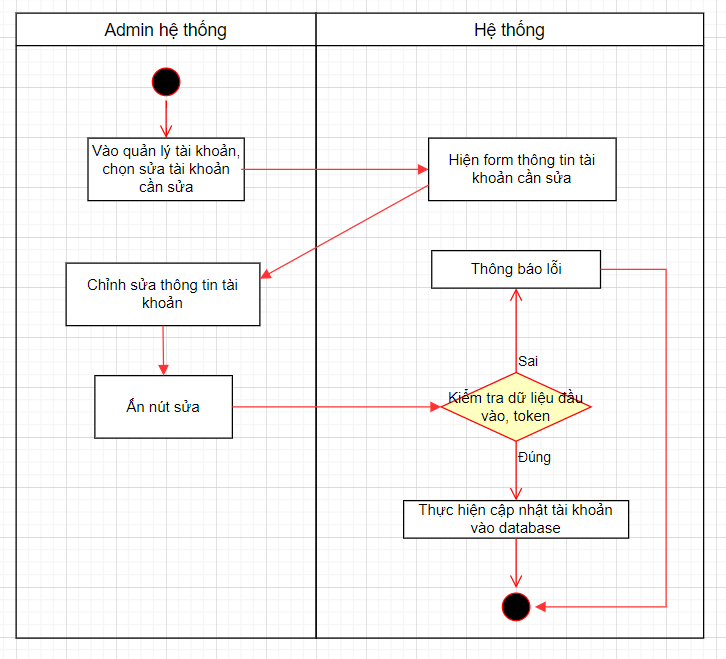 Admin hệ thống
Hệ thống
Vào quản lý tài khoản,
chọn sửa tài khoản
cần sửa
Hiện form thông tin tài
khoản cần sửa
Thông báo lỗi
Chỉnh sửa thông tin tài
khoản
Sai
Ấn nút sửa
Kiểm tra dữ liệu đầu
vào, token
Đúng
Thực hiện cập nhật tài khoản
vào database